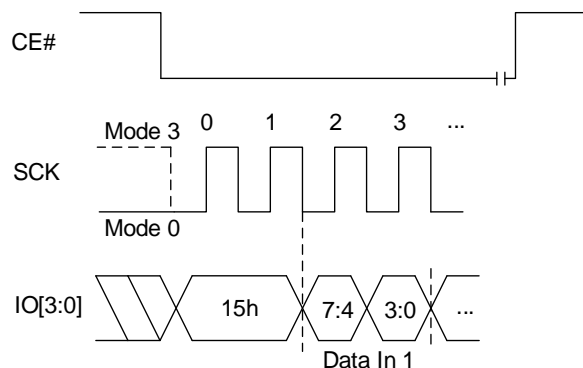 CE#
0 1 2 3 ...
Mode 3
SCK
Mode 0
IO[3:0] 15h 7:4 3:0 ...
Data In 1